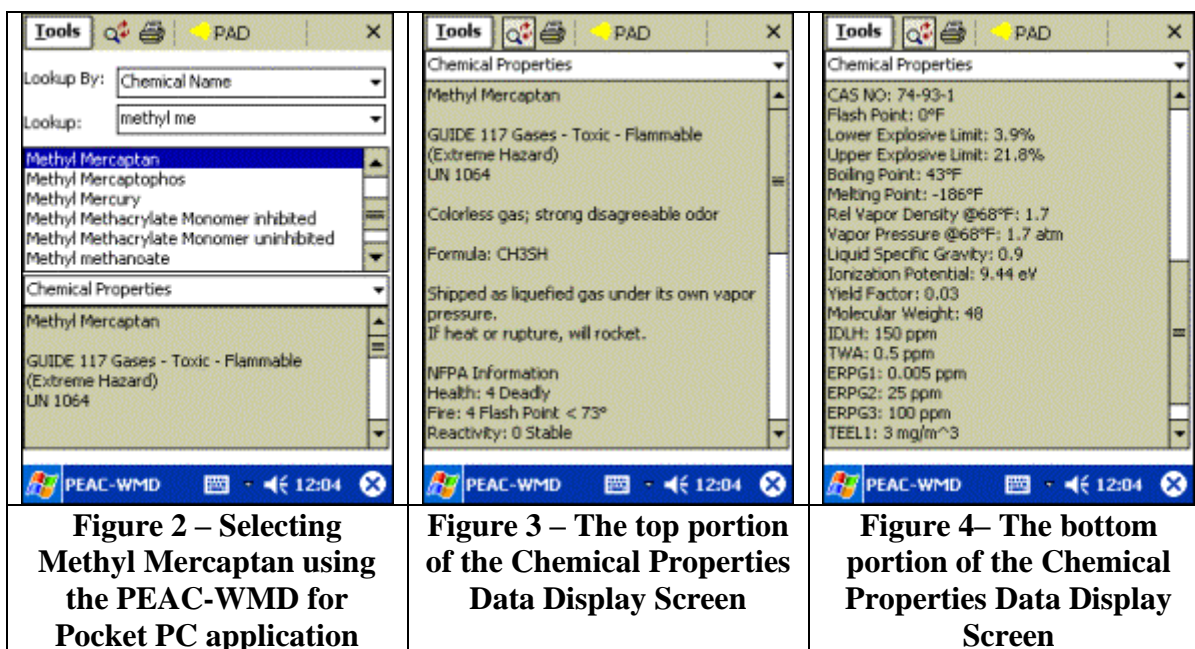 Tools PAD ×
Lookup By: Chemical Name
Lookup: methyl me
Methyl Mercaptan
Methyl Mercaptophos
Methyl Mercury
Methyl Methacrylate Monomer inhibited
Methyl Methacrylate Monomer uninhibited
Methyl methanoate
Chemical Properties
Methyl Mercaptan
GUIDE 117 Gases - Toxic - Flammable
(Extreme Hazard)
UN 1064
PEAC-WMD 12:04
Figure 2 – Selecting
Methyl Mercaptan using
the PEAC-WMD for
Pocket PC application
Tools PAD ×
Chemical Properties
Methyl Mercaptan
GUIDE 117 Gases - Toxic - Flammable
(Extreme Hazard)
UN 1064
Colorless gas; strong disagreeable odor
Formula: CH3SH
Shipped as liquefied gas under its own vapor
pressure.
If heat or rupture, will rocket.
NFPA Information
Health: 4 Deadly
Fire: 4 Flash Point < 73°
Reactivity: 0 Stable
PEAC-WMD 12:04
Figure 3 – The top portion
of the Chemical Properties
Data Display Screen
Tools PAD ×
Chemical Properties
CAS NO: 74-93-1
Flash Point: 0°F
Lower Explosive Limit: 3.9%
Upper Explosive Limit: 21.8%
Boiling Point: 43°F
Melting Point: -186°F
Rel Vapor Density @68°F: 1.7
Vapor Pressure @68°F: 1.7 atm
Liquid Specific Gravity: 0.9
Ionization Potential: 9.44 eV
Yield Factor: 0.03
Molecular Weight: 48
IDLH: 150 ppm
TWA: 0.5 ppm
ERPG1: 0.005 ppm
ERPG2: 25 ppm
ERPG3: 100 ppm
TEEL1: 3 mg/m^3
PEAC-WMD 12:04
Figure 4– The bottom
portion of the Chemical
Properties Data Display
Screen